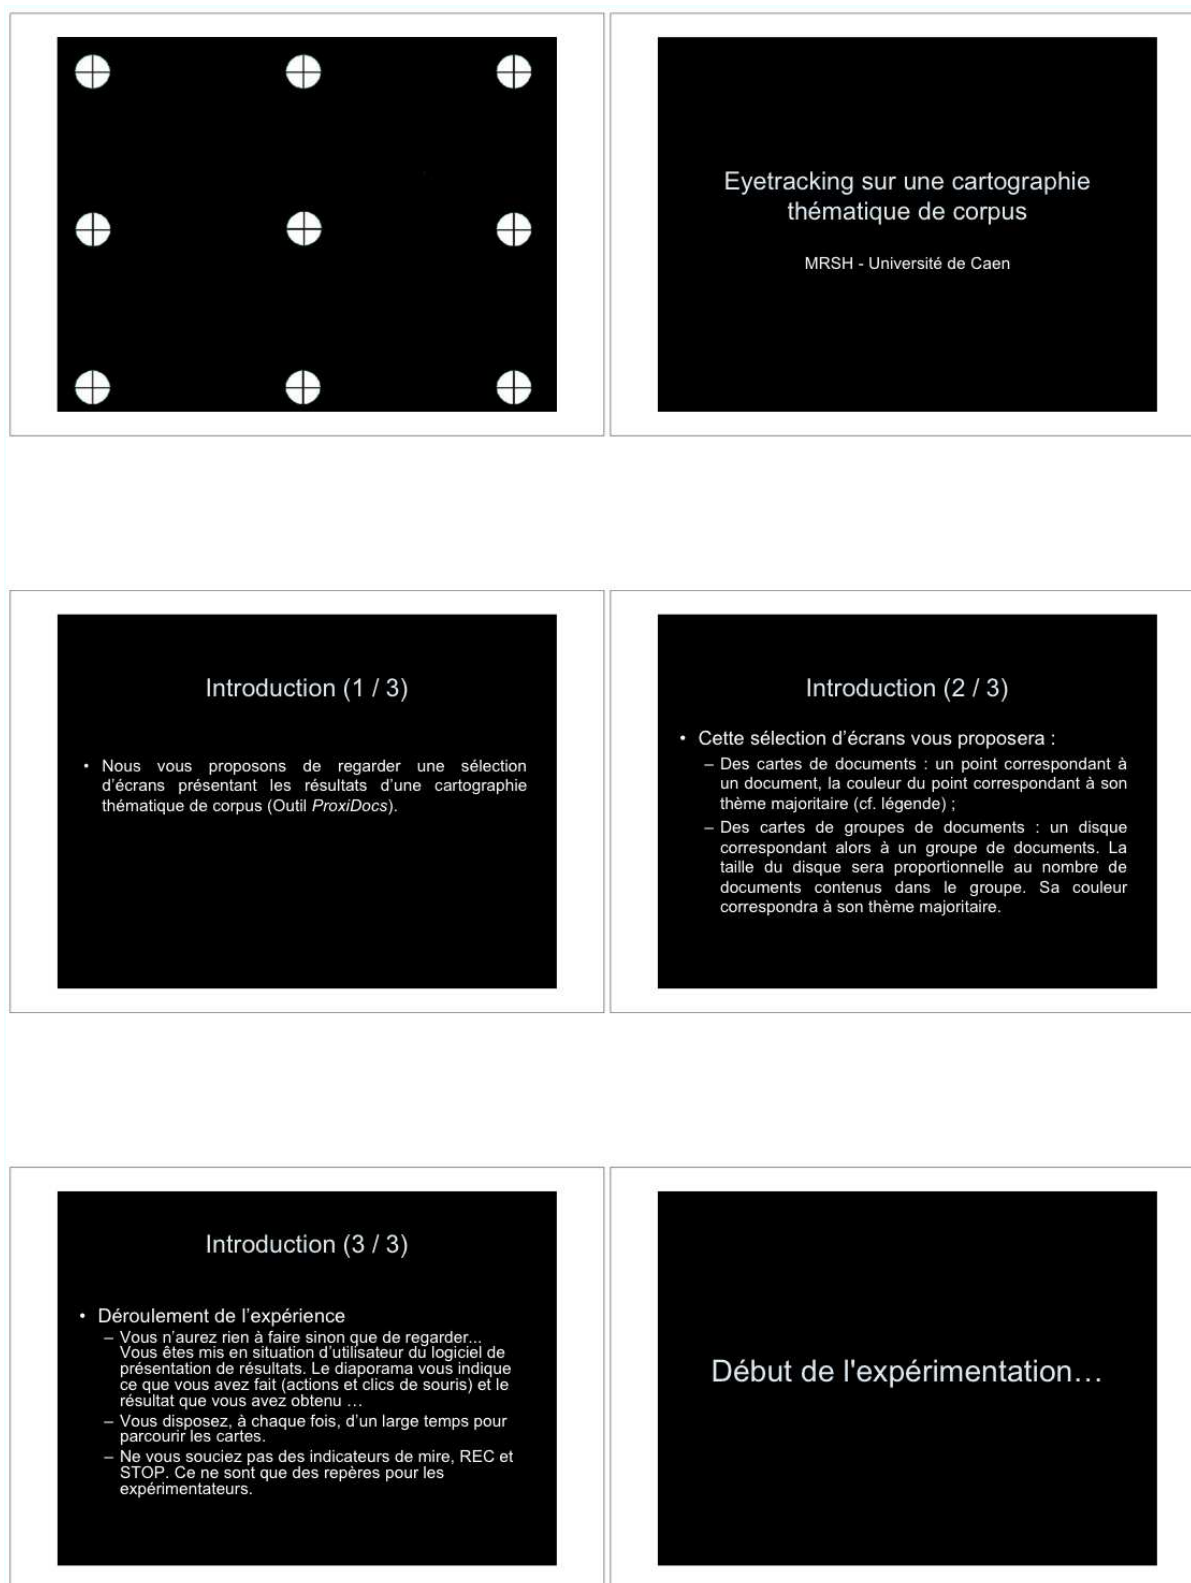 Eyetracking sur une cartographie
thématique de corpus
MRSH - Université de Caen
Introduction (1 / 3)
• Nous vous proposons de regarder une sélection
d'écrans présentant les résultats d'une cartographie
thématique de corpus (Outil ProxiDocs).
Introduction (2 / 3)
• Cette sélection d'écrans vous proposera :
– Des cartes de documents : un point correspondant à
un document, la couleur du point correspondant à son
thème majoritaire (cf. légende) ;
– Des cartes de groupes de documents : un disque
correspondant alors à un groupe de documents. La
taille du disque sera proportionnelle au nombre de
documents contenus dans le groupe. Sa couleur
correspondra à son thème majoritaire.
Introduction (3 / 3)
• Déroulement de l'expérience
– Vous n'aurez rien à faire sinon que de regarder...
Vous êtes mis en situation d'utilisateur du logiciel de
présentation de résultats. Le diaporama vous indique
ce que vous avez fait (actions et clics de souris) et le
résultat que vous avez obtenu …
– Vous disposez, à chaque fois, d'un large temps pour
parcourir les cartes.
– Ne vous souciez pas des indicateurs de mire, REC et
STOP. Ce ne sont que des repères pour les
expérimentateurs.
Début de l'expérimentation…